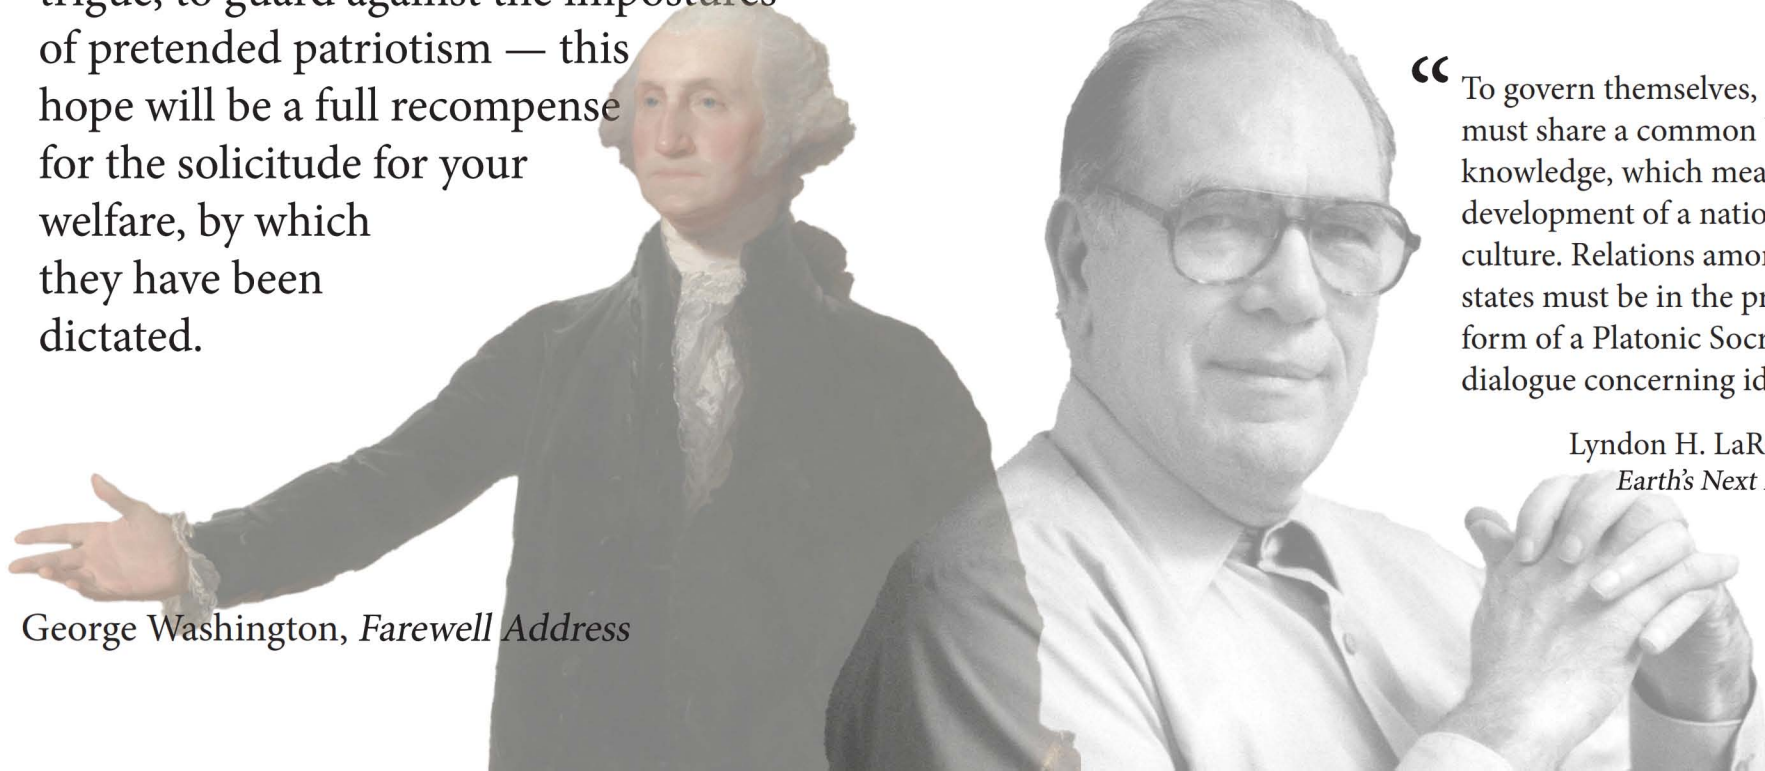 of pretended patriotism — this
hope will be a full recompense
for the solicitude for your
welfare, by which
they have been
dictated.
George Washington, Farewell Address
“ To govern themselves,
must share a common
knowledge, which mea
development of a natio
culture. Relations amo
states must be in the pr
form of a Platonic Socr
dialogue concerning id
Lyndon H. LaR
Earth’s Next